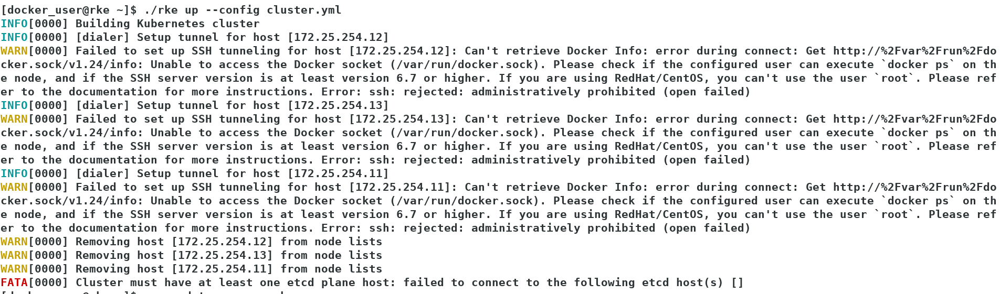 [docker_user@rke ~]$ ./rke up --config cluster.yml
INFO[0000] Building Kubernetes cluster
INFO[0000] [dialer] Setup tunnel for host [172.25.254.12]
WARN[0000] Failed to set up SSH tunneling for host [172.25.254.12]: Can't retrieve Docker Info: error during connect: Get http://%2Fvar%2Frun%2Fdo
cker.sock/v1.24/info: Unable to access the Docker socket (/var/run/docker.sock). Please check if the configured user can execute `docker ps` on th
e node, and if the SSH server version is at least version 6.7 or higher. If you are using RedHat/CentOS, you can't use the user `root`. Please ref
er to the documentation for more instructions. Error: ssh: rejected: administratively prohibited (open failed)
INFO[0000] [dialer] Setup tunnel for host [172.25.254.13]
WARN[0000] Failed to set up SSH tunneling for host [172.25.254.13]: Can't retrieve Docker Info: error during connect: Get http://%2Fvar%2Frun%2Fdo
cker.sock/v1.24/info: Unable to access the Docker socket (/var/run/docker.sock). Please check if the configured user can execute `docker ps` on th
e node, and if the SSH server version is at least version 6.7 or higher. If you are using RedHat/CentOS, you can't use the user `root`. Please ref
er to the documentation for more instructions. Error: ssh: rejected: administratively prohibited (open failed)
INFO[0000] [dialer] Setup tunnel for host [172.25.254.11]
WARN[0000] Failed to set up SSH tunneling for host [172.25.254.11]: Can't retrieve Docker Info: error during connect: Get http://%2Fvar%2Frun%2Fdo
cker.sock/v1.24/info: Unable to access the Docker socket (/var/run/docker.sock). Please check if the configured user can execute `docker ps` on th
e node, and if the SSH server version is at least version 6.7 or higher. If you are using RedHat/CentOS, you can't use the user `root`. Please ref
er to the documentation for more instructions. Error: ssh: rejected: administratively prohibited (open failed)
WARN[0000] Removing host [172.25.254.12] from node lists
WARN[0000] Removing host [172.25.254.13] from node lists
WARN[0000] Removing host [172.25.254.11] from node lists
FATA[0000] Cluster must have at least one etcd plane host: failed to connect to the following etcd host(s) []